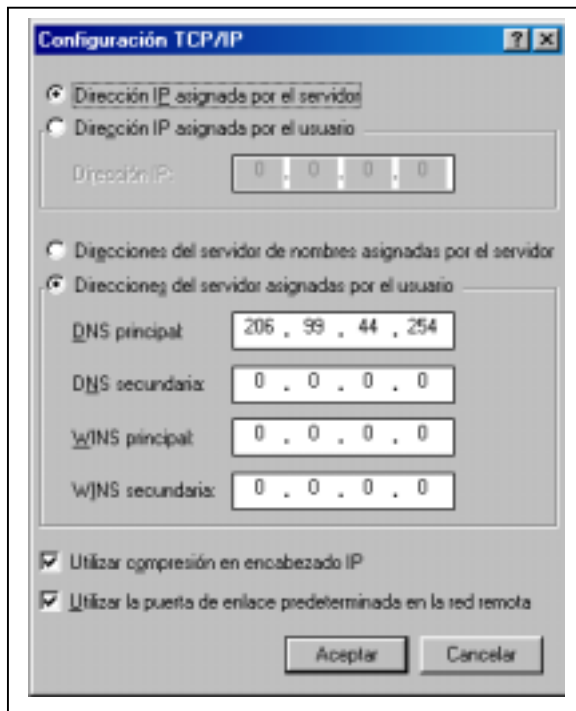 Configuración TCP/IP
Dirección IP asignada por el servidor
Dirección IP asignada por el usuario
Dirección IP: 0 . 0 . 0 . 0
Direcciones del servidor de nombres asignadas por el servidor
Direcciones del servidor asignadas por el usuario
DNS principal: 206 . 99 . 44 . 254
DNS secundaria: 0 . 0 . 0 . 0
WINS principal: 0 . 0 . 0 . 0
WINS secundaria: 0 . 0 . 0 . 0
Utilizar compresión en encabezado IP
Utilizar la puerta de enlace predeterminada en la red remota
Aceptar Cancelar